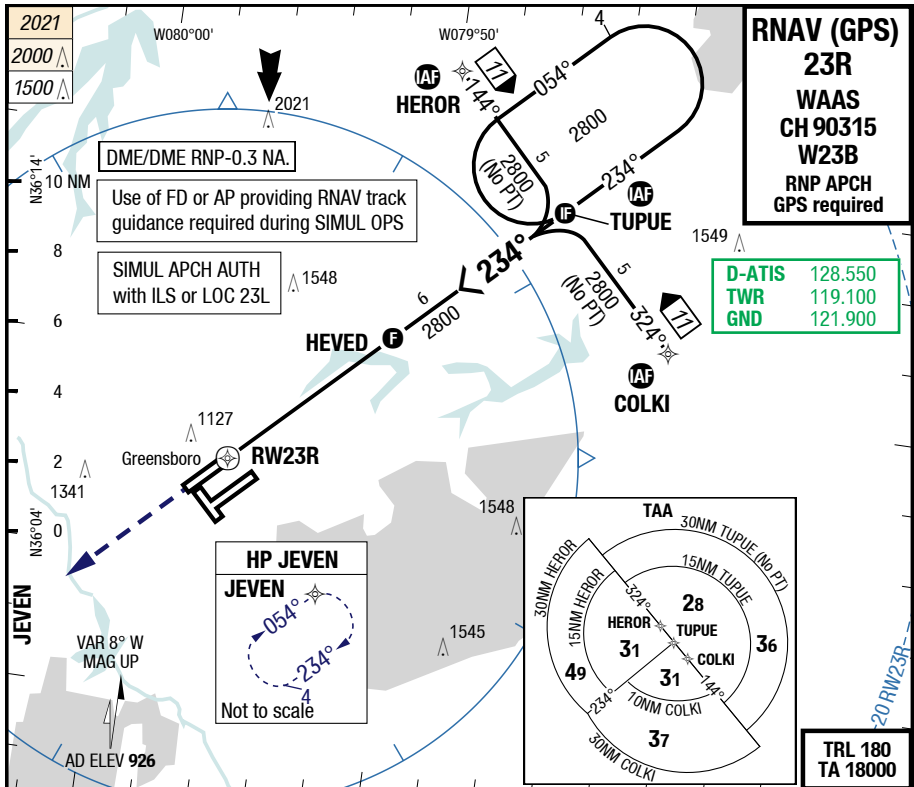 2021
2000
1500
W080°00'
W079°50'
4
RNAV (GPS)
23R
WAAS
CH 90315
W23B
RNP APCH
GPS required
IAF
HEROR
11
144°
054°
2800
5
2800
(No PT)
234°
2021
DME/DME RNP-0.3 NA.
N36°14'
10 NM
Use of FD or AP providing RNAV track
guidance required during SIMUL OPS
IF
IAF
TUPUE
1549
8
SIMUL APCH AUTH
with ILS or LOC 23L
1548
234°
5
2800
(No PT)
324°
11
D-ATIS 128.550
TWR 119.100
GND 121.900
6
6
2800
HEVED
F
IAF
COLKI
4
1127
Greensboro
RW23R
2
1341
N36°04'
0
1548
HP JEVEN
JEVEN
054°
234°
4
Not to scale
JEVEN
VAR 8° W
MAG UP
AD ELEV 926
1545
TAA
30NM HEROR
15NM HEROR
30NM TUPUE (No PT)
15NM TUPUE
324°
28
HEROR
TUPUE
31
COLKI
36
49
31
234°
144°
10NM COLKI
37
30NM COLKI
20 RW23R
TRL 180
TA 18000